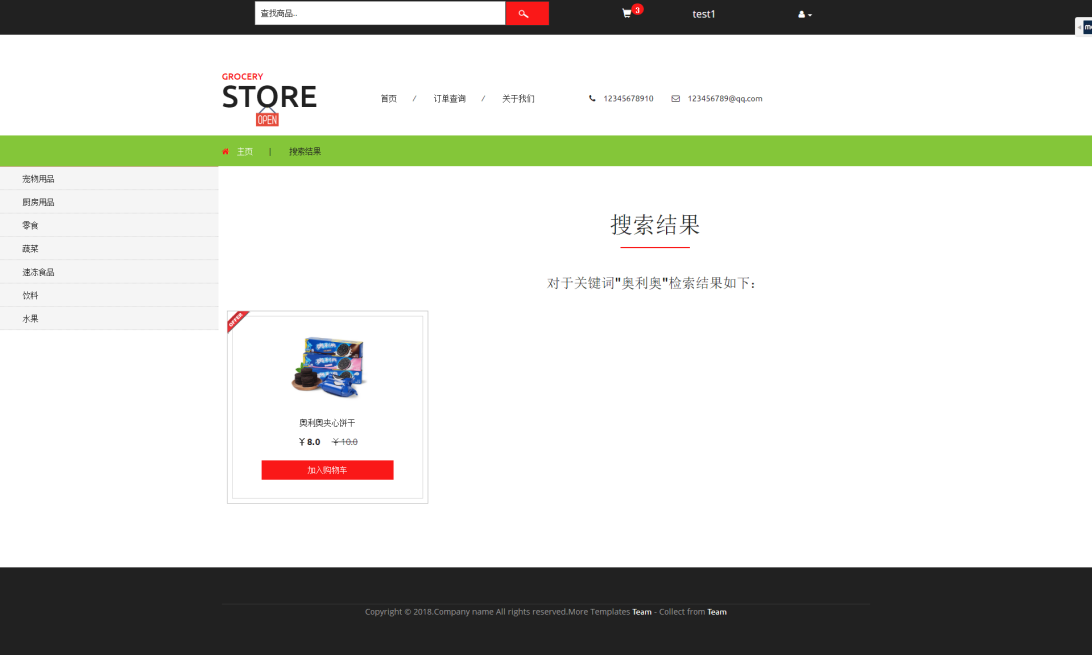 查找商品..
3
test1
GROCERY
STORE
OPEN
首页 / 订单查询 / 关于我们
12345678910 123456789@qq.com
主页 | 搜索结果
宠物用品
厨房用品
零食
蔬菜
速冻食品
饮料
水果
搜索结果
对于关键词"奥利奥"检索结果如下：
OFFER
奥利奥夹心饼干
￥8.0 ￥10.0
加入购物车
Copyright © 2018.Company name All rights reserved.More Templates Team - Collect from Team